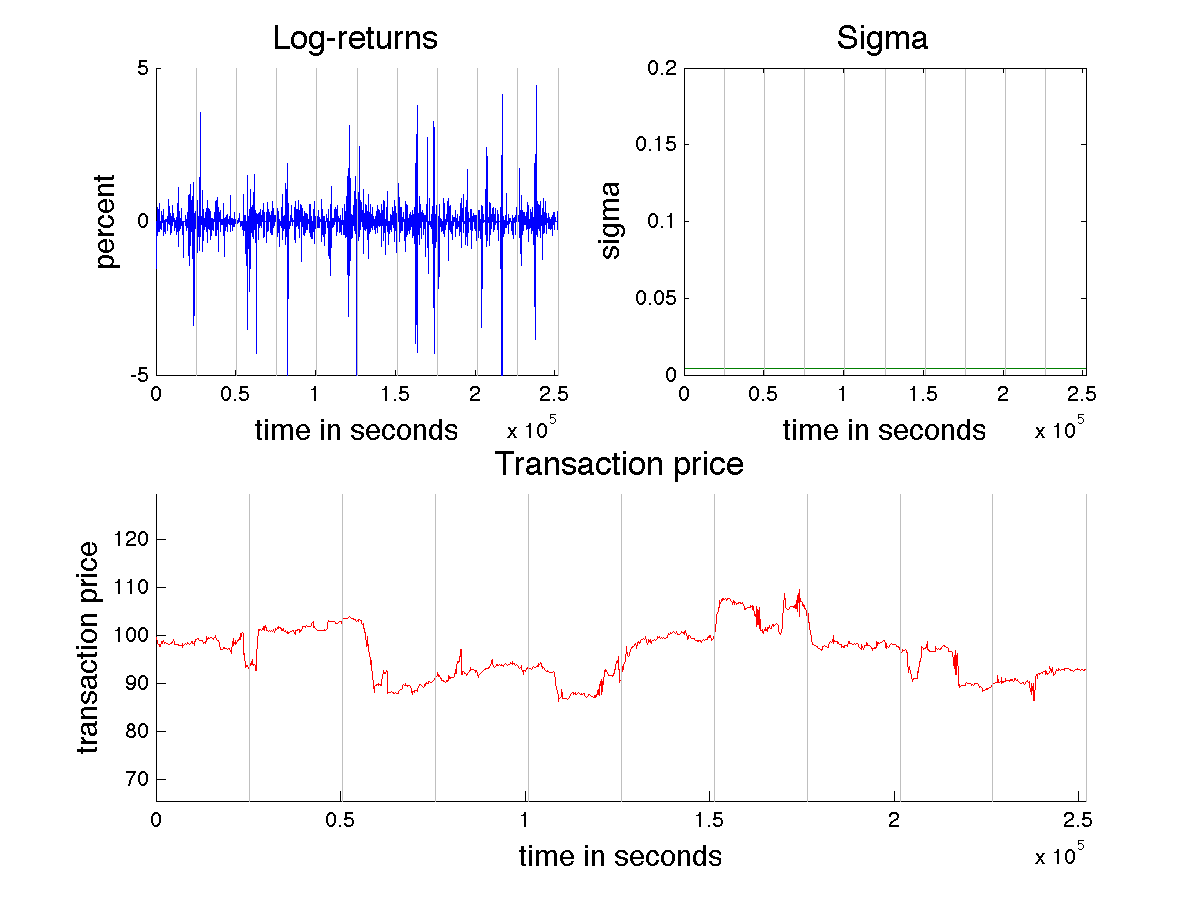 Log-returns
5
0
-5
percent
0 0.5 1 1.5 2 2.5
time in seconds
x 10^5
Sigma
0.2
0.15
0.1
0.05
0
sigma
0 0.5 1 1.5 2 2.5
time in seconds
x 10^5
Transaction price
120
110
100
90
80
70
transaction price
0 0.5 1 1.5 2 2.5
time in seconds
x 10^5